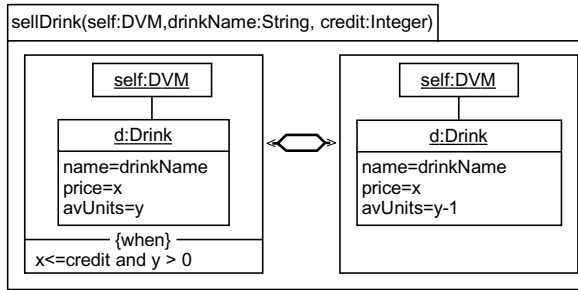 sellDrink(self:DVM,drinkName:String, credit:Integer)
self:DVM
d:Drink
name=drinkName
price=x
avUnits=y
{when}
x<=credit and y > 0
self:DVM
d:Drink
name=drinkName
price=x
avUnits=y-1